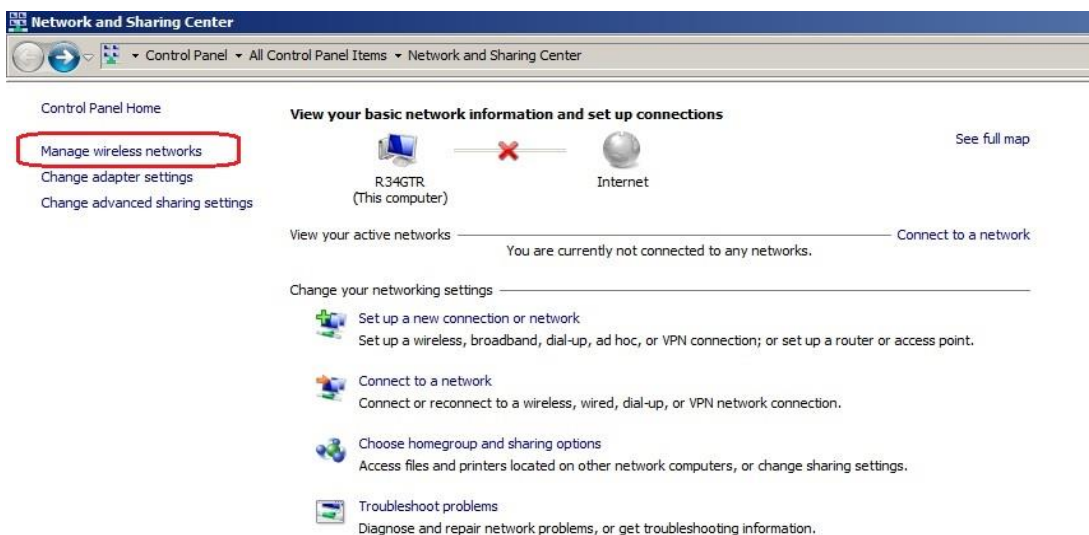 Network and Sharing Center
Control Panel All Control Panel Items Network and Sharing Center
Control Panel Home
Manage wireless networks
Change adapter settings
Change advanced sharing settings
View your basic network information and set up connections
See full map
R34GTR
(This computer)
Internet
View your active networks
Connect to a network
You are currently not connected to any networks.
Change your networking settings
Set up a new connection or network
Set up a wireless, broadband, dial-up, ad hoc, or VPN connection; or set up a router or access point.
Connect to a network
Connect or reconnect to a wireless, wired, dial-up, or VPN network connection.
Choose homegroup and sharing options
Access files and printers located on other network computers, or change sharing settings.
Troubleshoot problems
Diagnose and repair network problems, or get troubleshooting information.